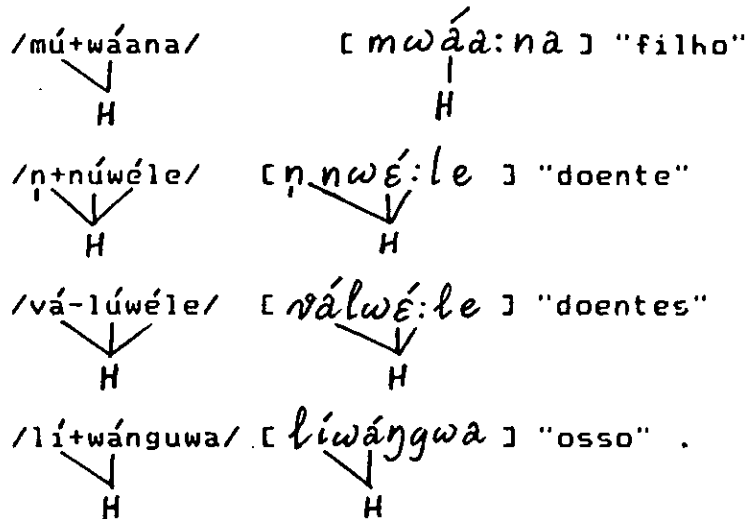 /mú+wáana/ [ mwáa:na ] "filho"
H H
/n̩+núwéle/ [ n̩nwɛ́:le ] "doente"
H H
/vá-lúwéle/ [ válwɛ́:le ] "doentes"
H H
/lí+wánguwa/ [ líwáŋgwa ] "osso" .
H H